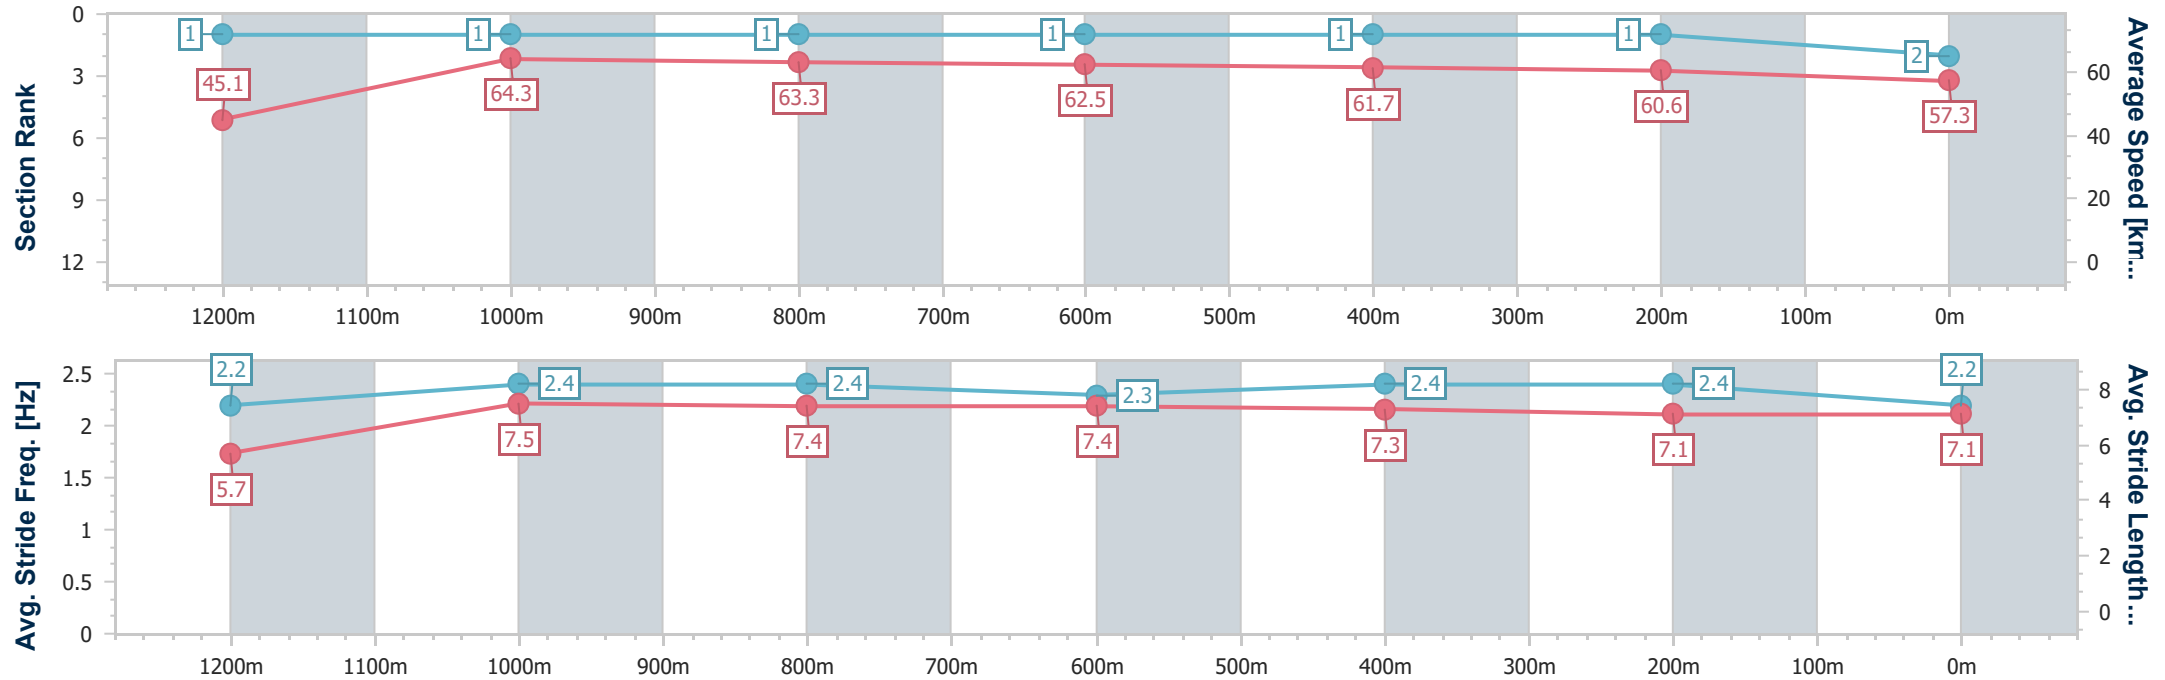 Section Rank
0
3
6
9
12
1 1 1 1 1 1 2
45.1 64.3 63.3 62.5 61.7 60.6 57.3
60
40
20
0
Average Speed [km...
1200m 1100m 1000m 900m 800m 700m 600m 500m 400m 300m 200m 100m 0m
Avg. Stride Freq. [Hz]
2.5
2
1.5
1
0.5
0
2.2 2.4 2.4 2.3 2.4 2.4 2.2
5.7 7.5 7.4 7.4 7.3 7.1 7.1
8
6
4
2
0
Avg. Stride Length...
1200m 1100m 1000m 900m 800m 700m 600m 500m 400m 300m 200m 100m 0m